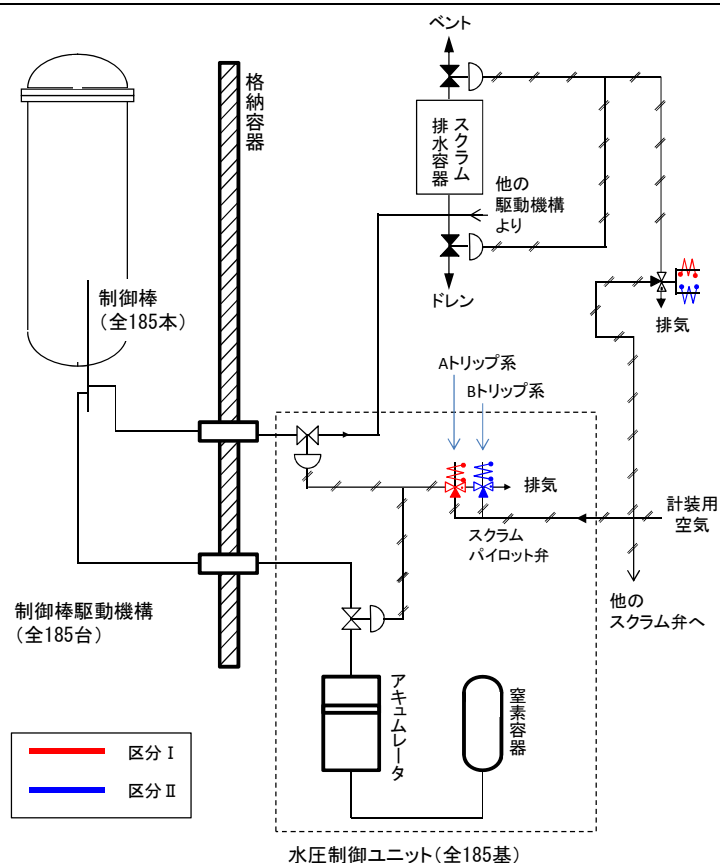 ベント
格納容器
スクラム
排水容器
他の
駆動機構
より
ドレン
排気
制御棒
(全185本)
Aトリップ系
Bトリップ系
排気
計装用
空気
スクラム
パイロット弁
他の
スクラム弁へ
制御棒駆動機構
(全185台)
アキュムレータ
窒素容器
区分Ⅰ
区分Ⅱ
水圧制御ユニット(全185基)